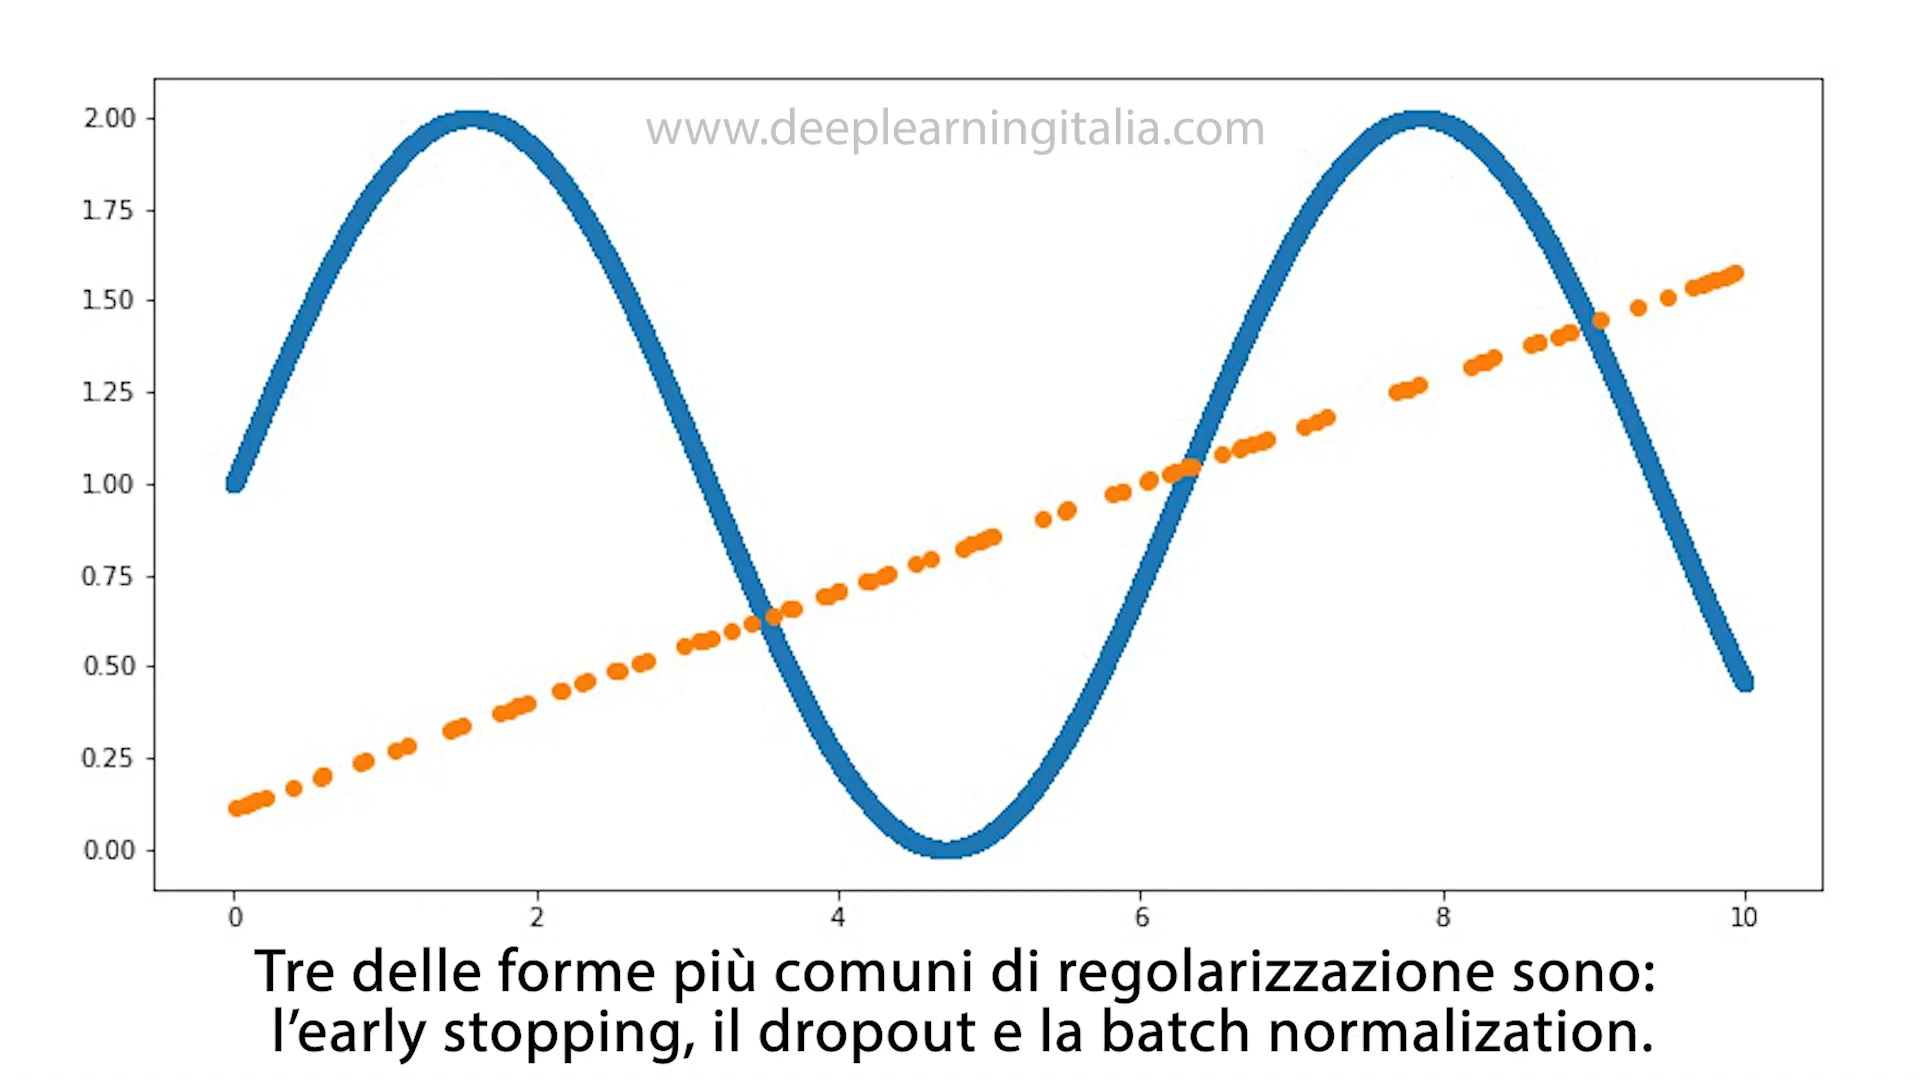 www.deeplearningitalia.com
2.00
1.75
1.50
1.25
1.00
0.75
0.50
0.25
0.00
0 2 4 6 8 10
Tre delle forme più comuni di regolarizzazione sono:
l’early stopping, il dropout e la batch normalization.